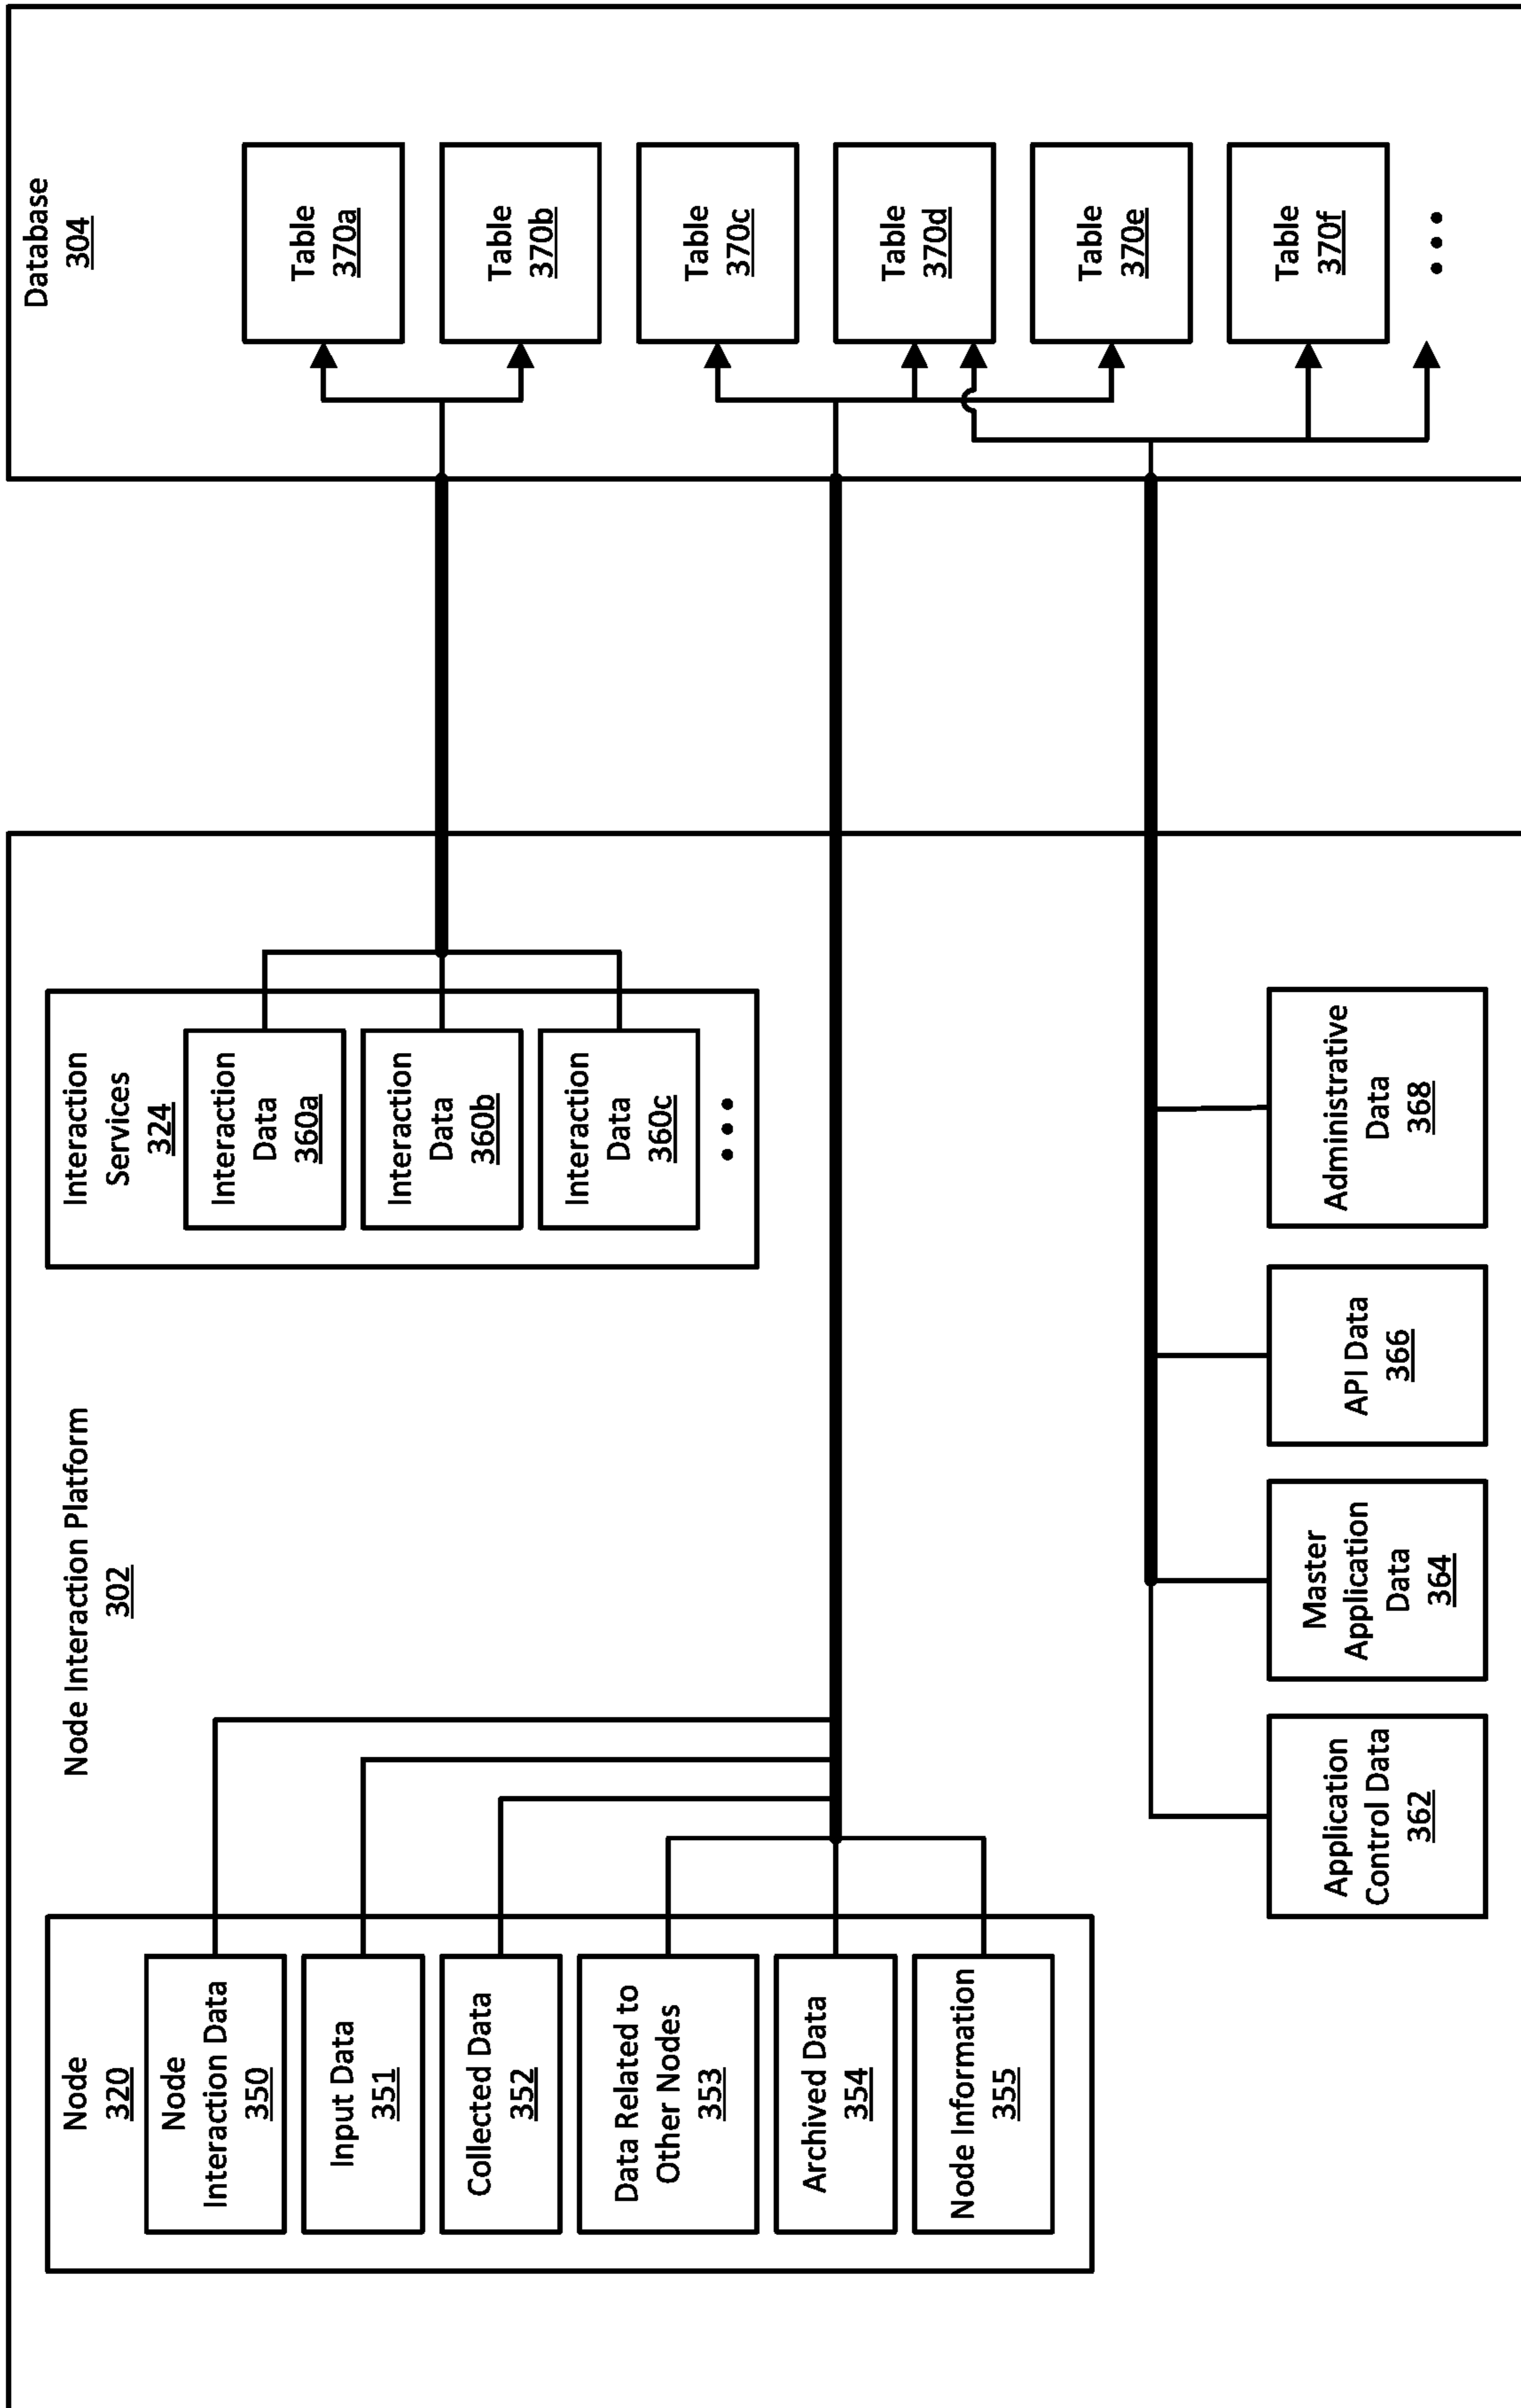 Node Interaction Platform
302
Node
320
Node
Interaction Data
350
Input Data
351
Collected Data
352
Data Related to
Other Nodes
353
Archived Data
354
Node Information
355
Interaction
Services
324
Interaction
Data
360a
Interaction
Data
360b
Interaction
Data
360c
Application
Control Data
362
Master
Application
Data
364
API Data
366
Administrative
Data
368
Database
304
Table
370a
Table
370b
Table
370c
Table
370d
Table
370e
Table
370f